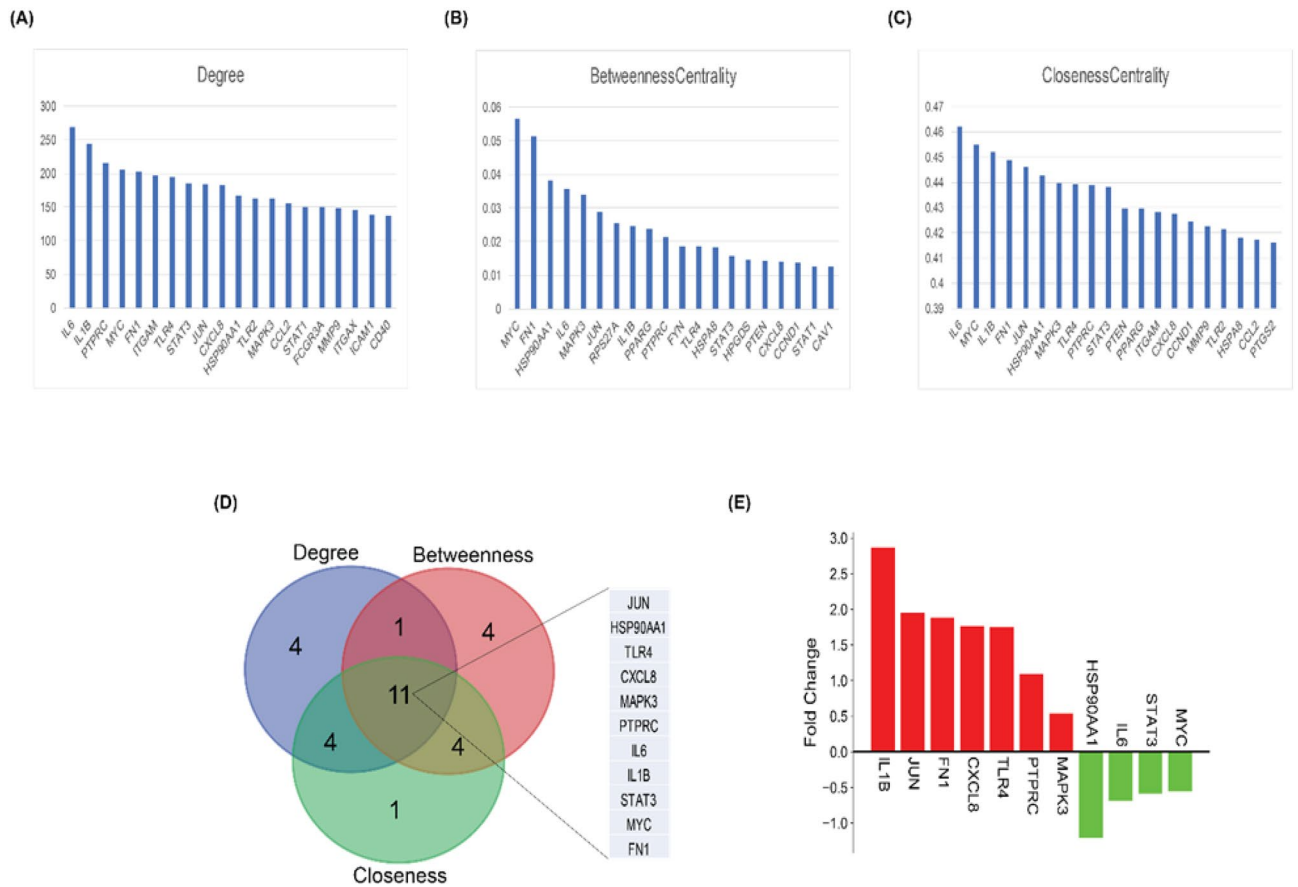 (A)
Degree
300
250
200
150
100
50
0
IL6
IL1B
PTPRC
MYC
FN1
ITGAM
TLR4
STAT3
JUN
CXCL8
HSP90AA1
TLR2
MAPK3
CCL2
STAT1
FCGR3A
MMP9
ITGAX
ICAM1
CD40
(B)
BetweennessCentrality
0.06
0.05
0.04
0.03
0.02
0.01
0
MYC
FN1
HSP90AA1
IL6
MAPK3
JUN
RPS27A
IL1B
PPARG
PTPRC
FYN
TLR4
HSPA8
STAT3
HPGDS
PTEN
CXCL8
CCND1
STAT1
CAV1
(C)
ClosenessCentrality
0.47
0.46
0.45
0.44
0.43
0.42
0.41
0.4
0.39
IL6
MYC
IL1B
FN1
JUN
HSP90AA1
MAPK3
TLR4
PTPRC
STAT3
PTEN
PPARG
ITGAM
CXCL8
CCND1
MMP9
TLR2
HSPA8
CCL2
PTGS2
(D)
Degree
Betweenness
4
1
4
11
4
4
1
Closeness
JUN
HSP90AA1
TLR4
CXCL8
MAPK3
PTPRC
IL6
IL1B
STAT3
MYC
FN1
(E)
Fold Change
3.0
2.5
2.0
1.5
1.0
0.5
0.0
−0.5
−1.0
IL1B
JUN
FN1
CXCL8
TLR4
PTPRC
MAPK3
HSP90AA1
IL6
STAT3
MYC